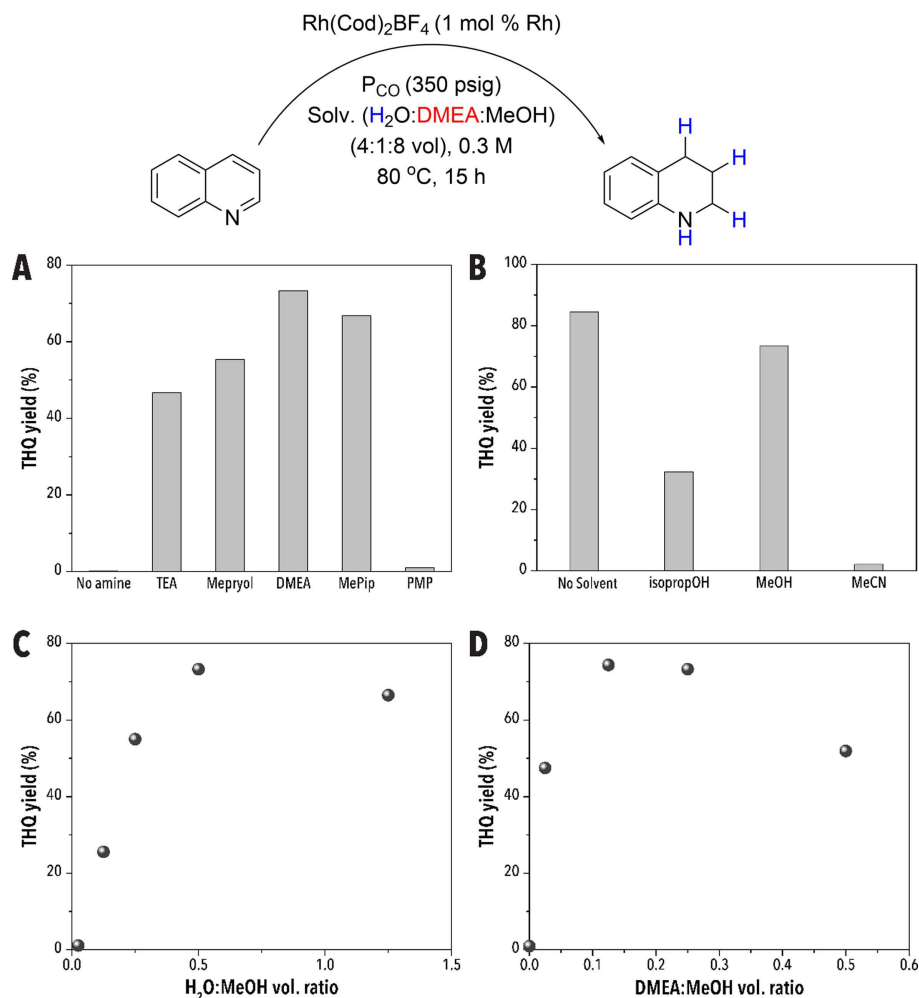 Rh(Cod)₂BF₄ (1 mol % Rh)
P_CO (350 psig)
Solv. (H₂O:DMEA:MeOH)
(4:1:8 vol), 0.3 M
80 °C, 15 h
N
H
H
H
N
H
A
80
60
40
20
0
THQ yield (%)
No amine TEA Mepryol DMEA MePip PMP
B
100
80
60
40
20
0
THQ yield (%)
No Solvent isopropOH MeOH MeCN
C
80
60
40
20
0
THQ yield (%)
0.0 0.5 1.0 1.5
H₂O:MeOH vol. ratio
D
80
60
40
20
0
THQ yield (%)
0.0 0.1 0.2 0.3 0.4 0.5 0.6
DMEA:MeOH vol. ratio